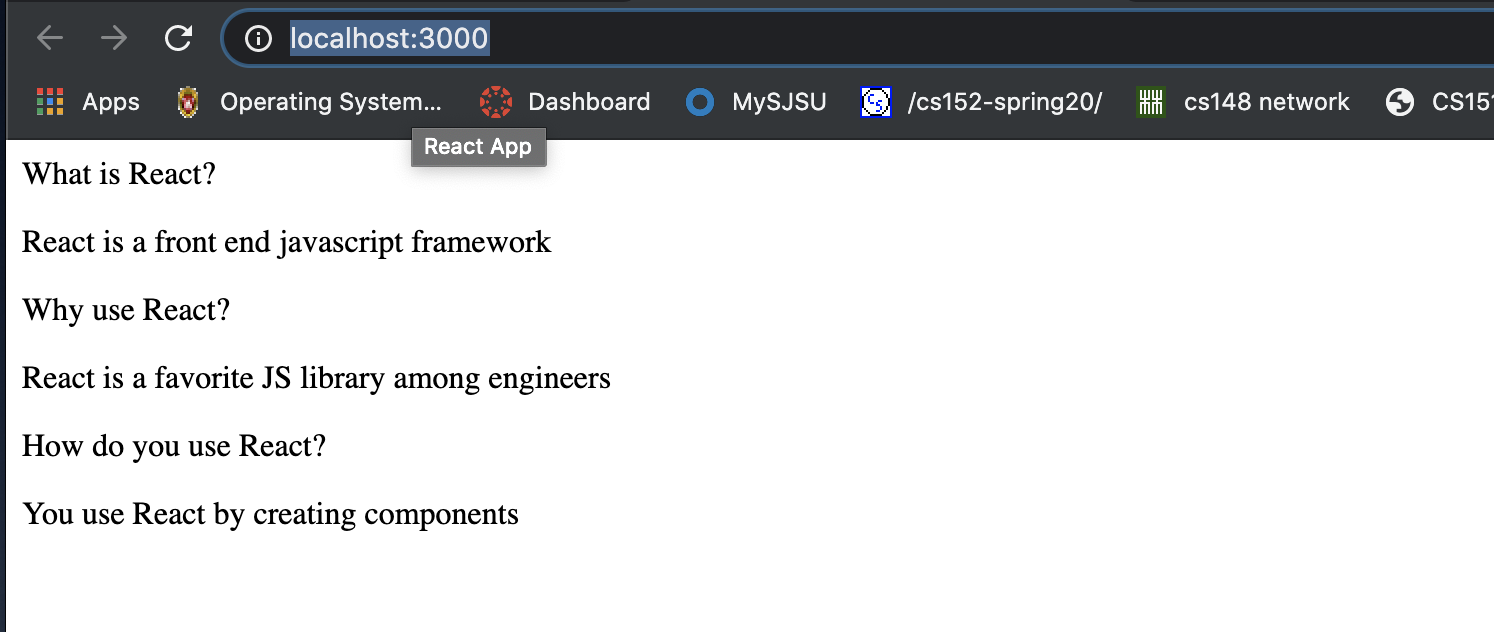 localhost:3000
Apps Operating System... Dashboard MySJSU /cs152-spring20/ cs148 network CS151
React App
What is React?
React is a front end javascript framework
Why use React?
React is a favorite JS library among engineers
How do you use React?
You use React by creating components